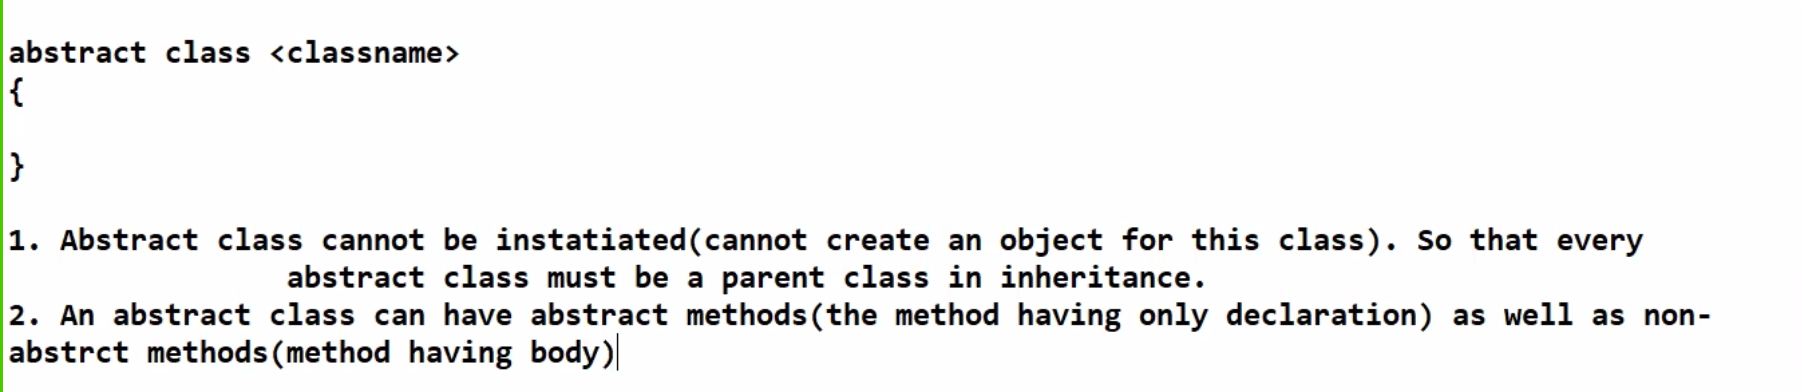 abstract class <classname>
{
}
1. Abstract class cannot be instatiated(cannot create an object for this class). So that every
abstract class must be a parent class in inheritance.
2. An abstract class can have abstract methods(the method having only declaration) as well as non-
abstrct methods(method having body)